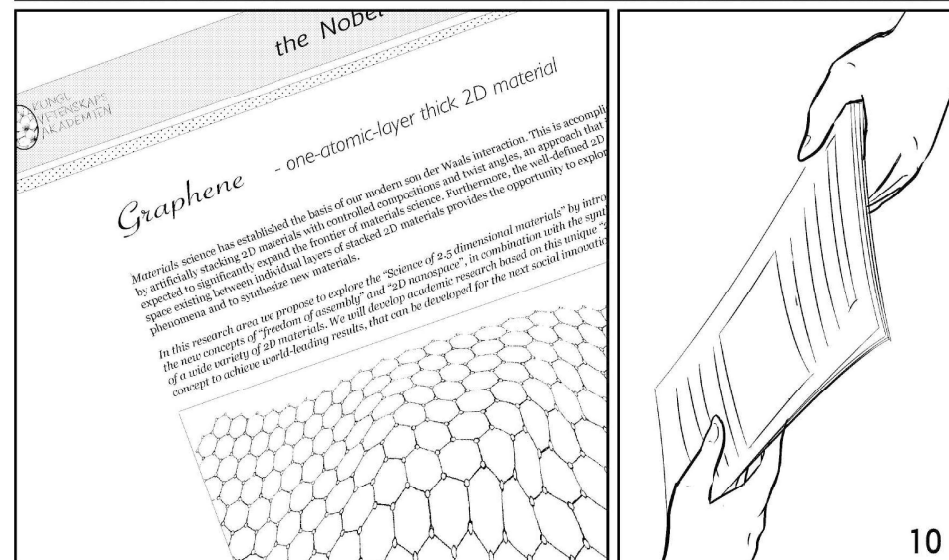 the Nobel
KUNGL.
VETENSKAPS
AKADEMIEN
Graphene - one-atomic-layer thick 2D material
Materials science has established the basis of our modern son der Waals interaction. This is accompli
by artificially stacking 2D materials with controlled compositions and twist angles, an approach that
expected to significantly expand the frontier of materials science. Furthermore, the well-defined 2D
space existing between individual layers of stacked 2D materials provides the opportunity to explor
phenomena and to synthesize new materials.
In this research area we propose to explore the “Science of 2.5 dimensional materials” by intro
the new concepts of “freedom of assembly” and “2D nanospace”, in combination with the synt
of a wide variety of 2D materials. We will develop academic research based on this unique
concept to achieve world-leading results, that can be developed for the next social innovatio
10